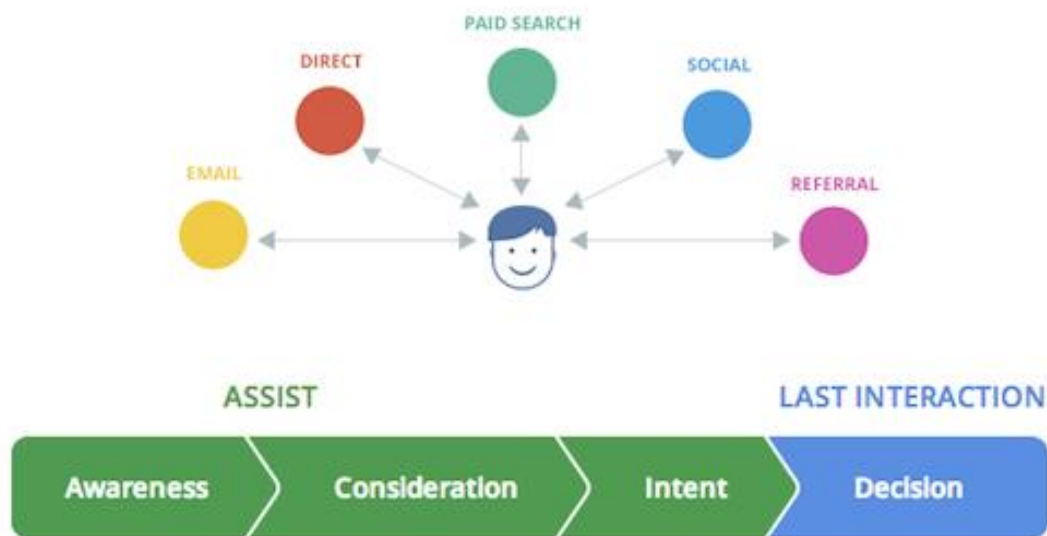 PAID SEARCH
DIRECT
SOCIAL
EMAIL
REFERRAL
ASSIST
LAST INTERACTION
Awareness
Consideration
Intent
Decision